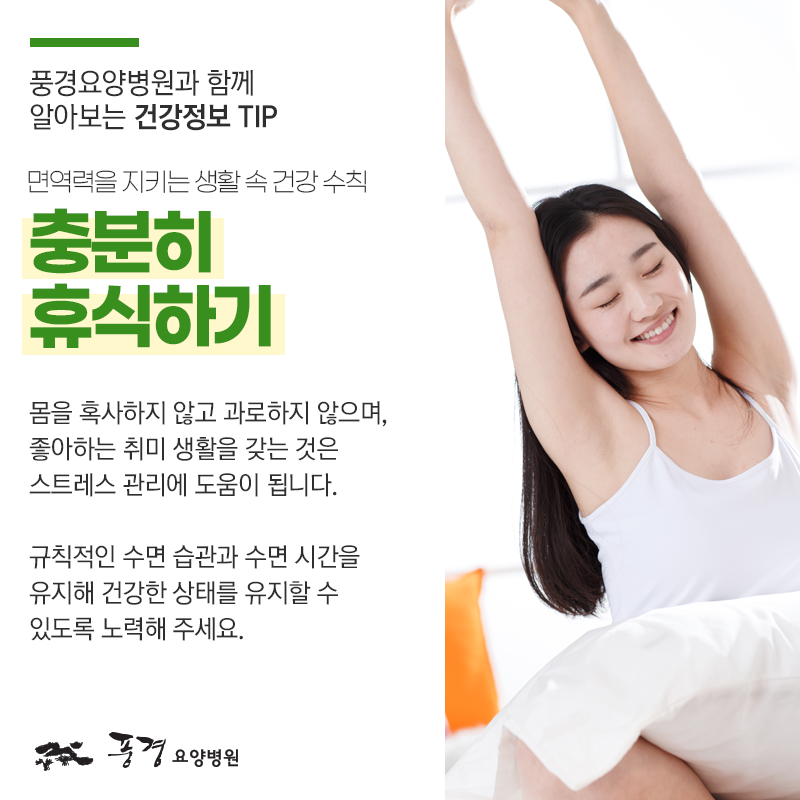 풍경요양병원과 함께
알아보는 건강정보 TIP
면역력을 지키는 생활 속 건강 수칙
충분히
휴식하기
몸을 혹사하지 않고 과로하지 않으며,
좋아하는 취미 생활을 갖는 것은
스트레스 관리에 도움이 됩니다.
규칙적인 수면 습관과 수면 시간을
유지해 건강한 상태를 유지할 수
있도록 노력해 주세요.
풍경 요양병원